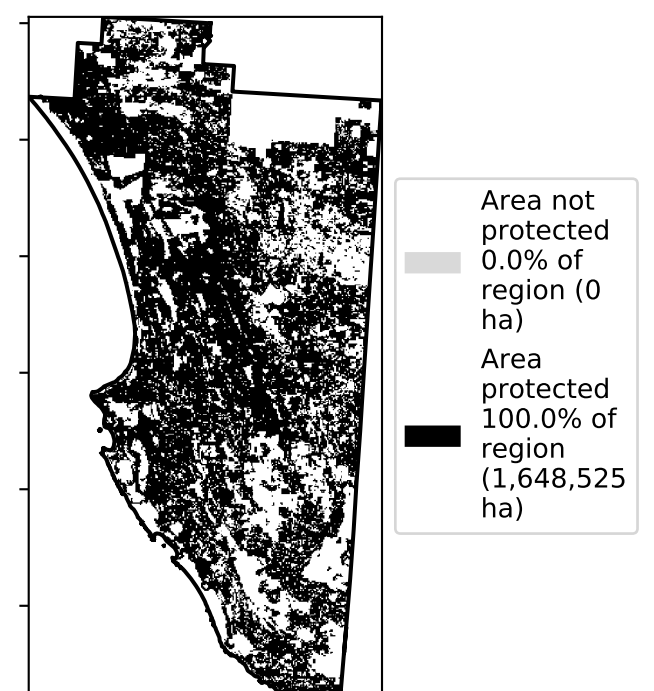 Area not
protected
0.0% of
region (0
ha)
Area
protected
100.0% of
region
(1,648,525
ha)